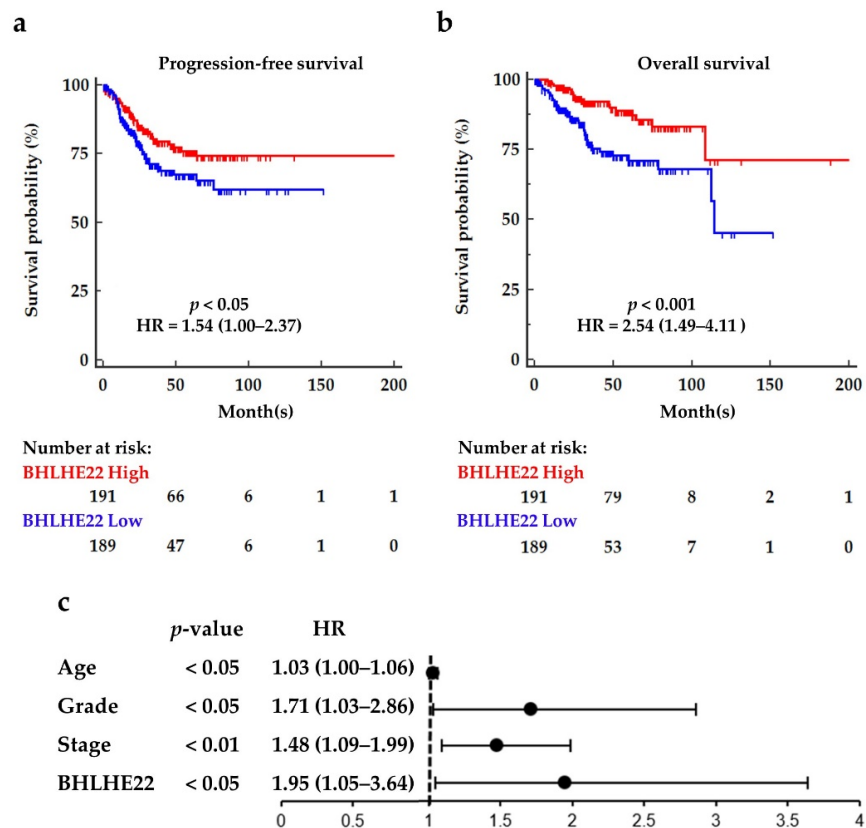 a
Progression-free survival
Survival probability (%)
100
75
50
25
0
p < 0.05
HR = 1.54 (1.00–2.37)
0 50 100 150 200
Month(s)
Number at risk:
BHLHE22 High
191 66 6 1 1
BHLHE22 Low
189 47 6 1 0
b
Overall survival
Survival probability (%)
100
75
50
25
0
p < 0.001
HR = 2.54 (1.49–4.11 )
0 50 100 150 200
Month(s)
Number at risk:
BHLHE22 High
191 79 8 2 1
BHLHE22 Low
189 53 7 1 0
c
p-value HR
Age < 0.05 1.03 (1.00–1.06)
Grade < 0.05 1.71 (1.03–2.86)
Stage < 0.01 1.48 (1.09–1.99)
BHLHE22 < 0.05 1.95 (1.05–3.64)
0 0.5 1 1.5 2 2.5 3 3.5 4